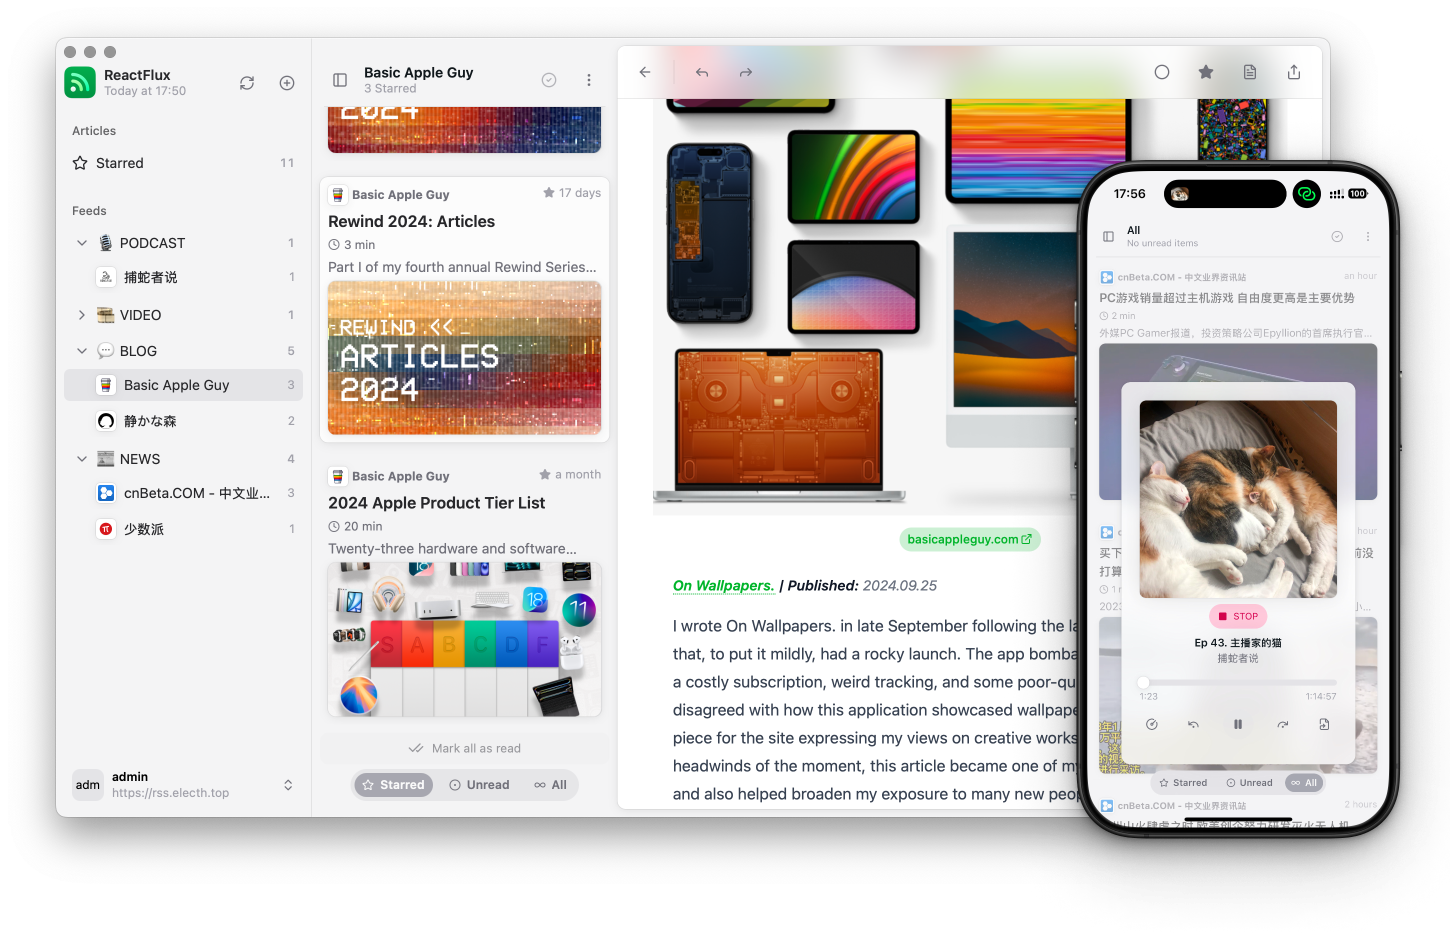 ReactFlux
Today at 17:50
Articles
Starred 11
Feeds
PODCAST 1
捕蛇者说 1
VIDEO 1
BLOG 5
Basic Apple Guy 3
静かな森 2
NEWS 4
cnBeta.COM - 中文业... 3
少数派 1
adm
admin
https://rss.electh.top
Basic Apple Guy
3 Starred
2024
Basic Apple Guy 17 days
Rewind 2024: Articles
3 min
Part I of my fourth annual Rewind Series...
REWIND <<
ARTICLES
2024
Basic Apple Guy a month
2024 Apple Product Tier List
20 min
Twenty-three hardware and software...
18
18
11
S A B C D F
Mark all as read
Starred Unread All
basicappleguy.com
On Wallpapers. | Published: 2024.09.25
I wrote On Wallpapers. in late September following the la
that, to put it mildly, had a rocky launch. The app bomba
a costly subscription, weird tracking, and some poor-qu
disagreed with how this application showcased wallpape
piece for the site expressing my views on creative works
headwinds of the moment, this article became one of my
and also helped broaden my exposure to many new peop
17:56 100
All
No unread items
cnBeta.COM - 中文业界资讯站 an hour
PC游戏销量超过主机游戏 自由度更高是主要优势
2 min
外媒PC Gamer报道，投资策略公司Epyllion的首席执行官...
hour
买下 前没
打算
2023 小...
STOP
Ep 43. 主播家的猫
捕蛇者说
1:23 1:14:57
Starred Unread All
cnBeta.COM - 中文业界资讯站 2 hours